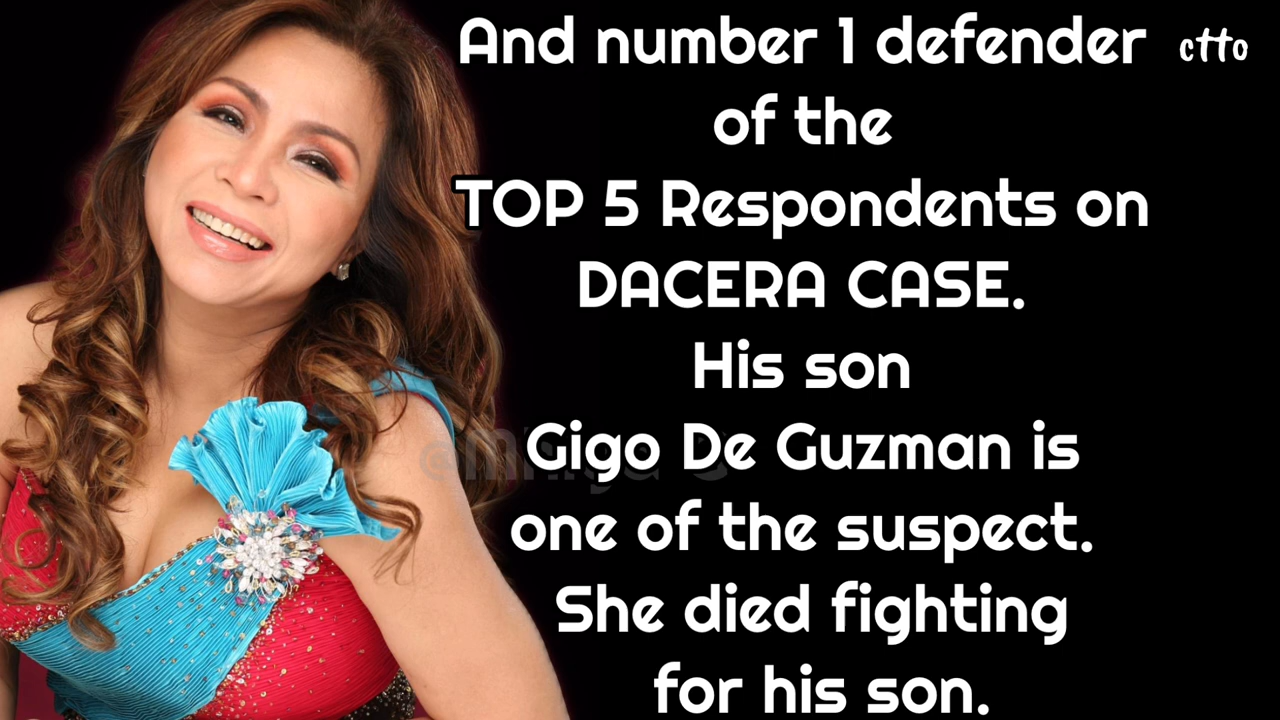 And number 1 defender
ctto
of the
TOP 5 Respondents on
DACERA CASE.
His son
Gigo De Guzman is
one of the suspect.
She died fighting
for his son.